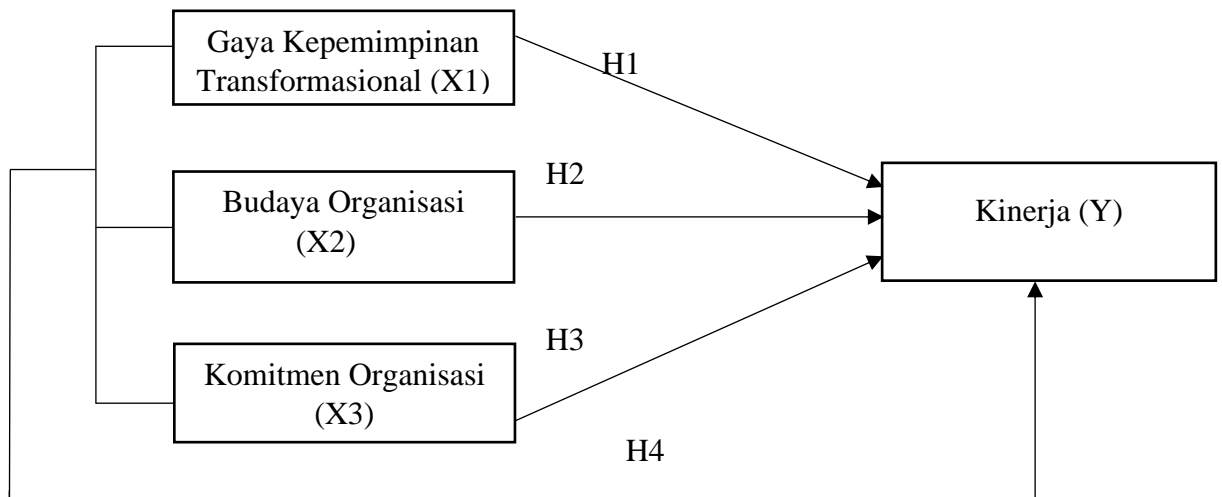 Gaya Kepemimpinan
Transformasional (X1)
H1
Budaya Organisasi
(X2)
H2
Kinerja (Y)
Komitmen Organisasi
(X3)
H3
H4